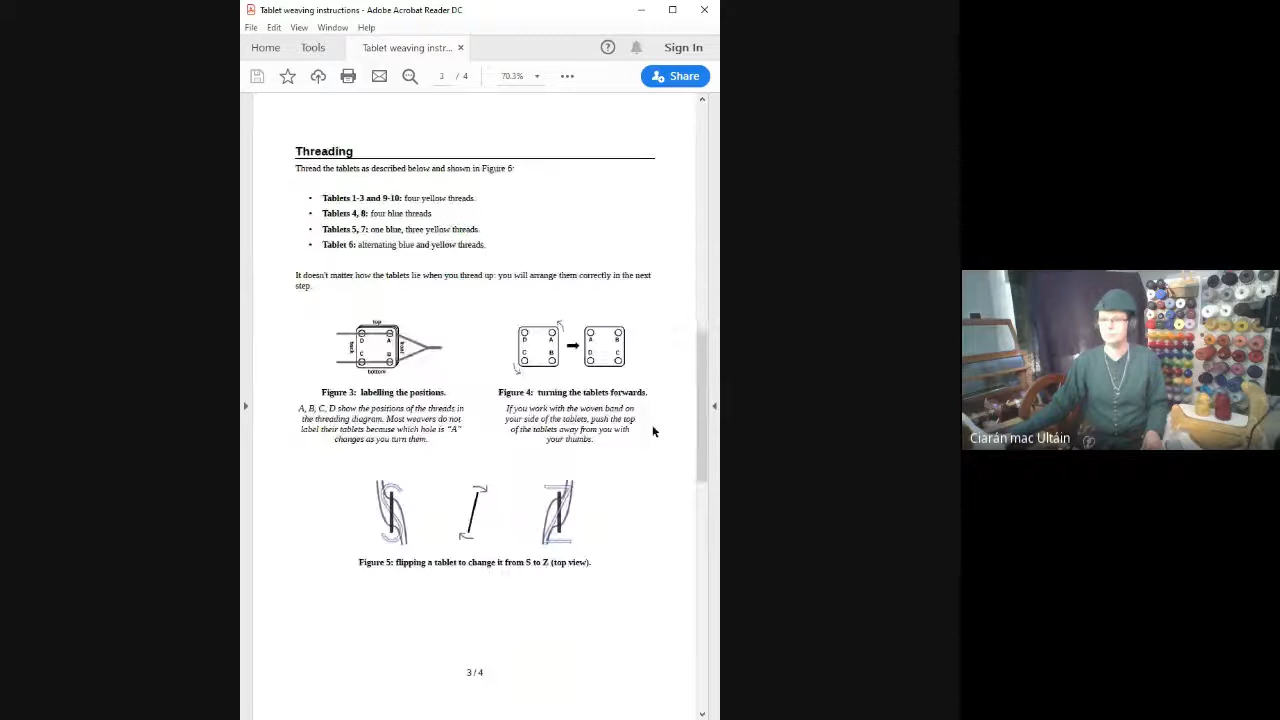 Tablet weaving instructions - Adobe Acrobat Reader DC
File Edit View Window Help
Home Tools Tablet weaving instr... × Sign In
3 / 4 70.3% Share
Threading
Thread the tablets as described below and shown in Figure 6:
• Tablets 1-3 and 9-10: four yellow threads.
• Tablets 4, 8: four blue threads
• Tablets 5, 7: one blue, three yellow threads.
• Tablet 6: alternating blue and yellow threads.
It doesn't matter how the tablets lie when you thread up: you will arrange them correctly in the next
step.
top
D A
back front
C B
bottom
D A A B
C B D C
Figure 3: labelling the positions.
A, B, C, D show the positions of the threads in
the threading diagram. Most weavers do not
label their tablets because which hole is "A"
changes as you turn them.
Figure 4: turning the tablets forwards.
If you work with the woven band on
your side of the tablets, push the top
of the tablets away from you with
your thumbs.
Figure 5: flipping a tablet to change it from S to Z (top view).
3 / 4
Ciarán mac Ultáin